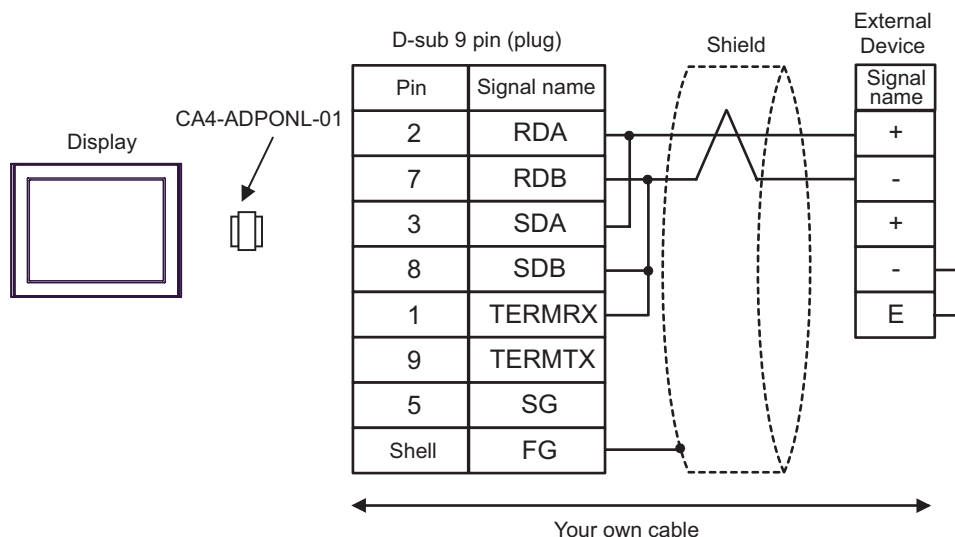 External
Device
D-sub 9 pin (plug)
Shield
Pin
Signal name
Signal
name
CA4-ADPONL-01
Display
2
RDA
+
7
RDB
-
3
SDA
+
8
SDB
-
1
TERMRX
E
9
TERMTX
5
SG
Shell
FG
Your own cable